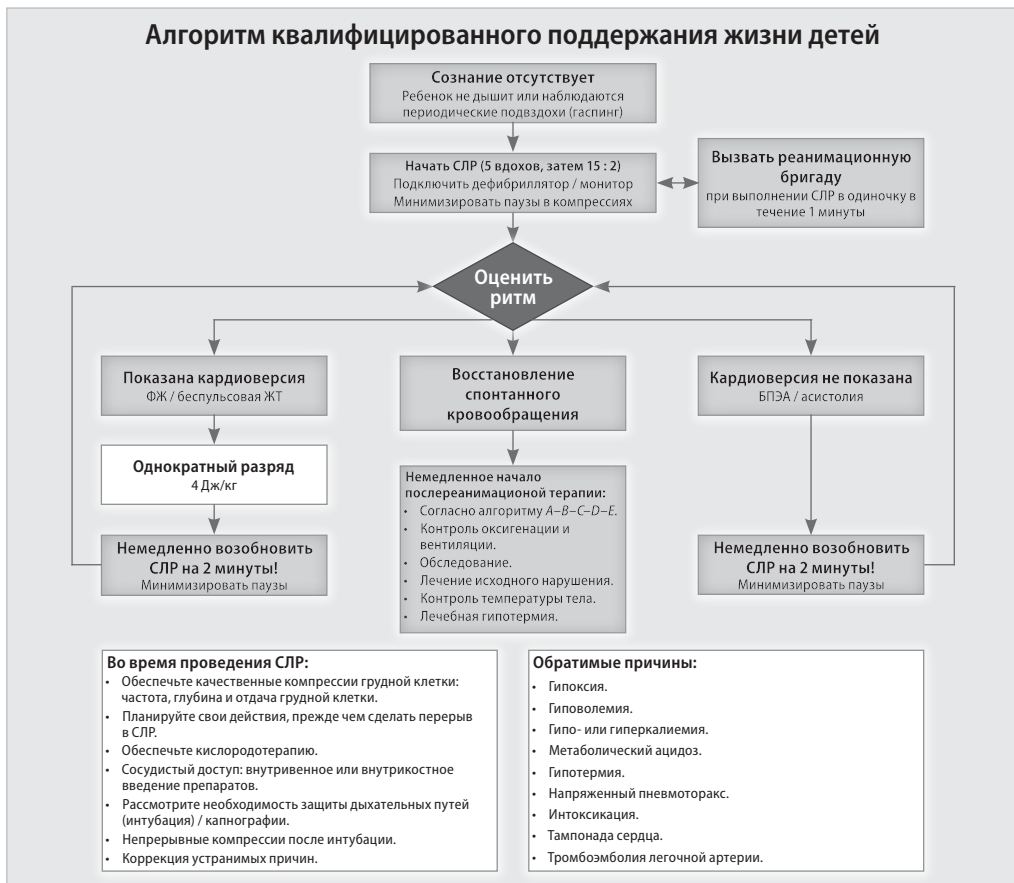 Алгоритм квалифицированного поддержания жизни детей
Сознание отсутствует
Ребенок не дышит или наблюдаются
периодические подвздохи (гаспинг)
Начать СЛР (5 вдохов, затем 15 : 2)
Подключить дефибриллятор / монитор
Минимизировать паузы в компрессиях
Вызвать реанимационную
бригаду
при выполнении СЛР в одиночку в
течение 1 минуты
Оценить
ритм
Показана кардиоверсия
ФЖ / беспульсовая ЖТ
Однократный разряд
4 Дж/кг
Немедленно возобновить
СЛР на 2 минуты!
Минимизировать паузы
Восстановление
спонтанного
кровообращения
Немедленное начало
послереанимационой терапии:
• Согласно алгоритму A–B–C–D–E.
• Контроль оксигенации и
вентиляции.
• Обследование.
• Лечение исходного нарушения.
• Контроль температуры тела.
• Лечебная гипотермия.
Кардиоверсия не показана
БПЭА / асистолия
Немедленно возобновить
СЛР на 2 минуты!
Минимизировать паузы
Во время проведения СЛР:
• Обеспечьте качественные компрессии грудной клетки:
частота, глубина и отдача грудной клетки.
• Планируйте свои действия, прежде чем сделать перерыв
в СЛР.
• Обеспечьте кислородотерапию.
• Сосудистый доступ: внутривенное или внутрикостное
введение препаратов.
• Рассмотрите необходимость защиты дыхательных путей
(интубация) / капнографии.
• Непрерывные компрессии после интубации.
• Коррекция устранимых причин.
Обратимые причины:
• Гипоксия.
• Гиповолемия.
• Гипо- или гиперкалиемия.
• Метаболический ацидоз.
• Гипотермия.
• Напряженный пневмоторакс.
• Интоксикация.
• Тампонада сердца.
• Тромбоэмболия легочной артерии.